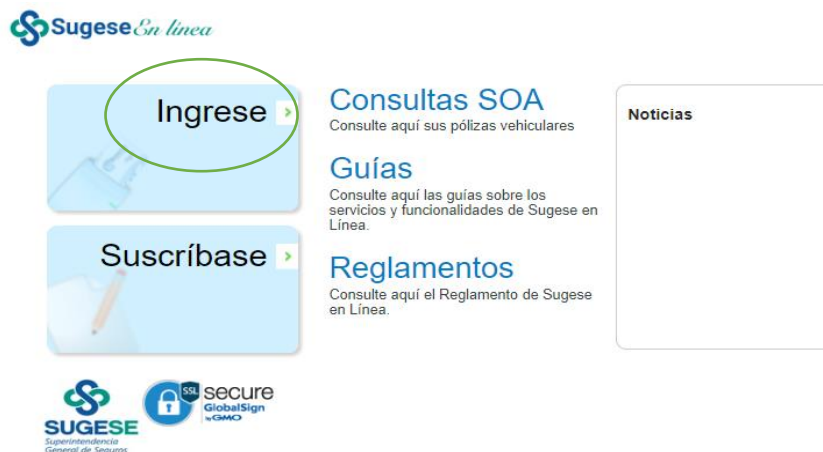 Sugese En línea
Ingrese
Consultas SOA
Consulte aquí sus pólizas vehiculares
Guías
Consulte aquí las guías sobre los
servicios y funcionalidades de Sugese en
Línea.
Suscríbase
Reglamentos
Consulte aquí el Reglamento de Sugese
en Línea.
Noticias
SUGESE
Superintendencia
General de Seguros
SSL
secure
GlobalSign
by GMO